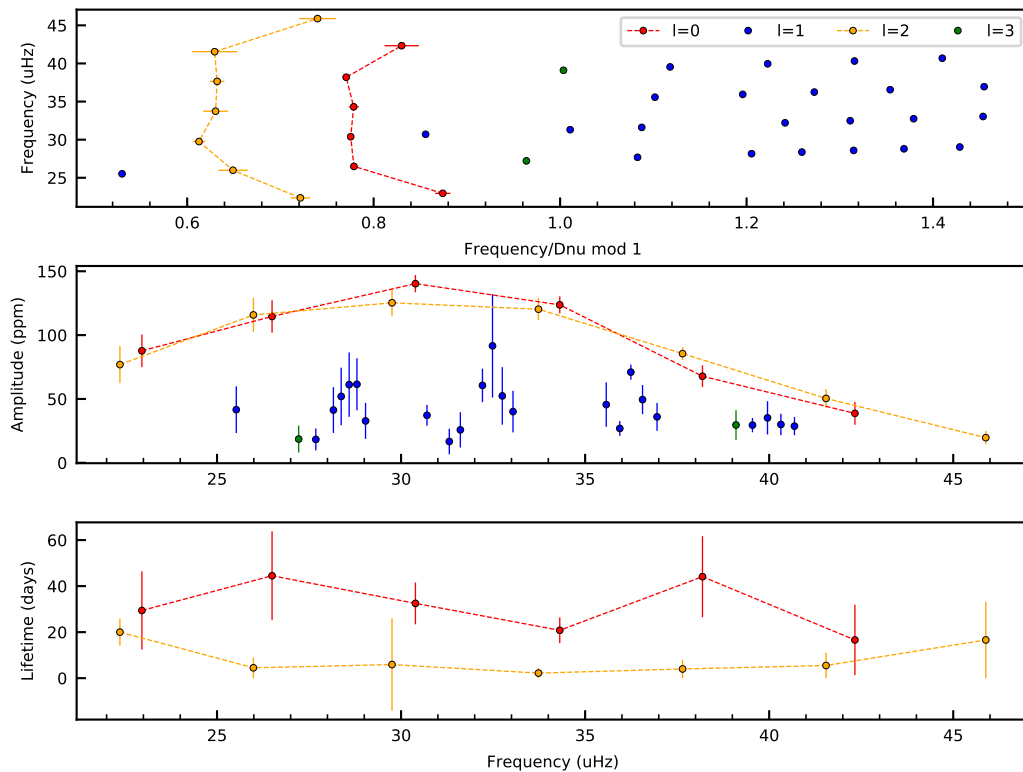 45
40
35
30
25
Frequency (uHz)
l=0 l=1 l=2 l=3
0.6 0.8 1.0 1.2 1.4
Frequency/Dnu mod 1
150
100
50
0
Amplitude (ppm)
25 30 35 40 45
60
40
20
0
Lifetime (days)
25 30 35 40 45
Frequency (uHz)